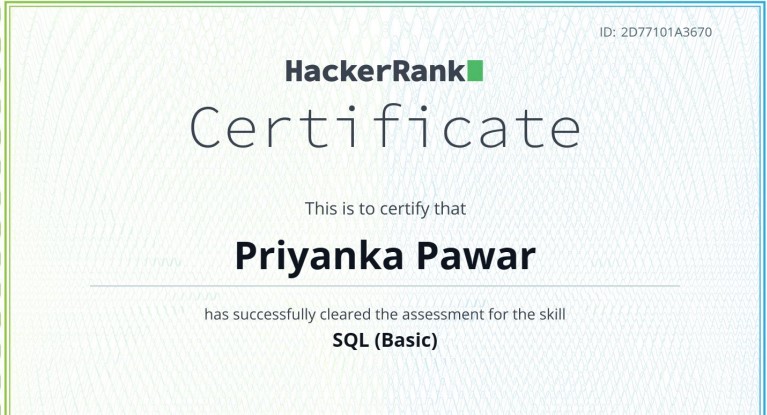 ID: 2D77101A3670
HackerRank
Certificate
This is to certify that
Priyanka Pawar
has successfully cleared the assessment for the skill
SQL (Basic)